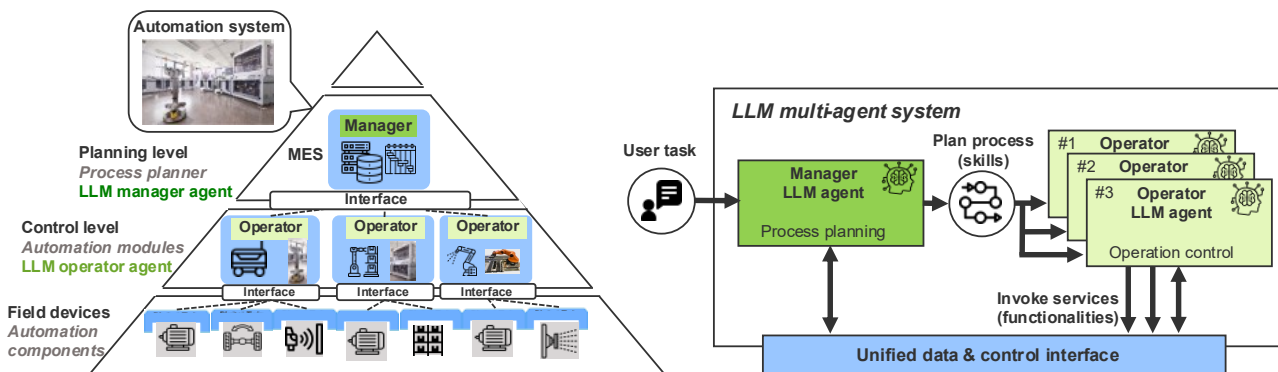 Automation system
Manager
MES
Planning level
Process planner
LLM manager agent
Interface
Operator
Operator
Operator
Control level
Automation modules
LLM operator agent
Interface
Interface
Interface
Field devices
Automation
components
LLM multi-agent system
User task
Manager
LLM agent
Process planning
Plan process
(skills)
#1 Operator
#2 Operator
#3 Operator
LLM agent
Operation control
Invoke services
(functionalities)
Unified data & control interface